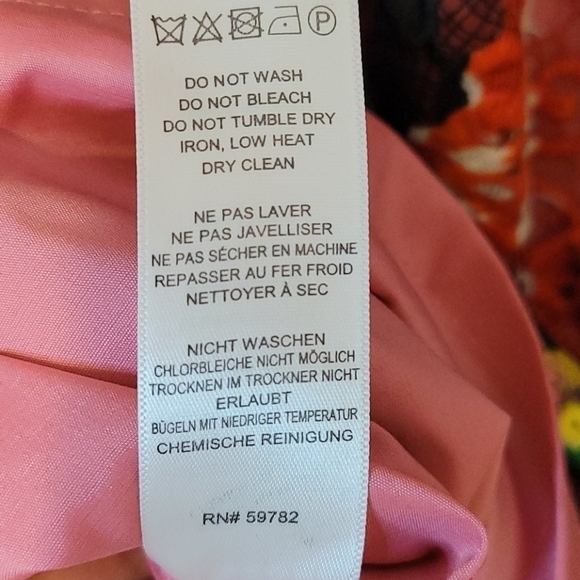 P
DO NOT WASH
DO NOT BLEACH
DO NOT TUMBLE DRY
IRON, LOW HEAT
DRY CLEAN
NE PAS LAVER
NE PAS JAVELLISER
NE PAS SÉCHER EN MACHINE
REPASSER AU FER FROID
NETTOYER À SEC
NICHT WASCHEN
CHLORBLEICHE NICHT MÖGLICH
TROCKNEN IM TROCKNER NICHT
ERLAUBT
BÜGELN MIT NIEDRIGER TEMPERATUR
CHEMISCHE REINIGUNG
RN# 59782